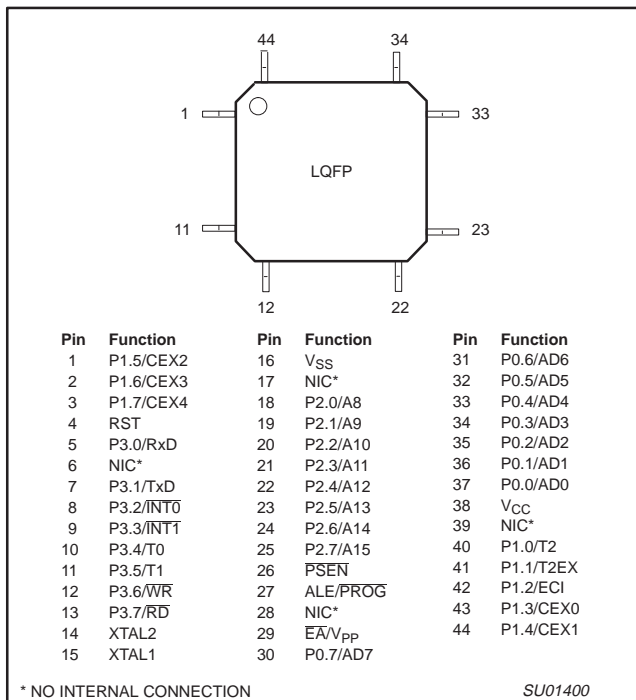 44 34
1 33
LQFP
11 23
12 22
Pin Function
1 P1.5/CEX2
2 P1.6/CEX3
3 P1.7/CEX4
4 RST
5 P3.0/RxD
6 NIC*
7 P3.1/TxD
8 P3.2/INT0
9 P3.3/INT1
10 P3.4/T0
11 P3.5/T1
12 P3.6/WR
13 P3.7/RD
14 XTAL2
15 XTAL1
Pin Function
16 VSS
17 NIC*
18 P2.0/A8
19 P2.1/A9
20 P2.2/A10
21 P2.3/A11
22 P2.4/A12
23 P2.5/A13
24 P2.6/A14
25 P2.7/A15
26 PSEN
27 ALE/PROG
28 NIC*
29 EA/VPP
30 P0.7/AD7
Pin Function
31 P0.6/AD6
32 P0.5/AD5
33 P0.4/AD4
34 P0.3/AD3
35 P0.2/AD2
36 P0.1/AD1
37 P0.0/AD0
38 VCC
39 NIC*
40 P1.0/T2
41 P1.1/T2EX
42 P1.2/ECI
43 P1.3/CEX0
44 P1.4/CEX1
* NO INTERNAL CONNECTION
SU01400